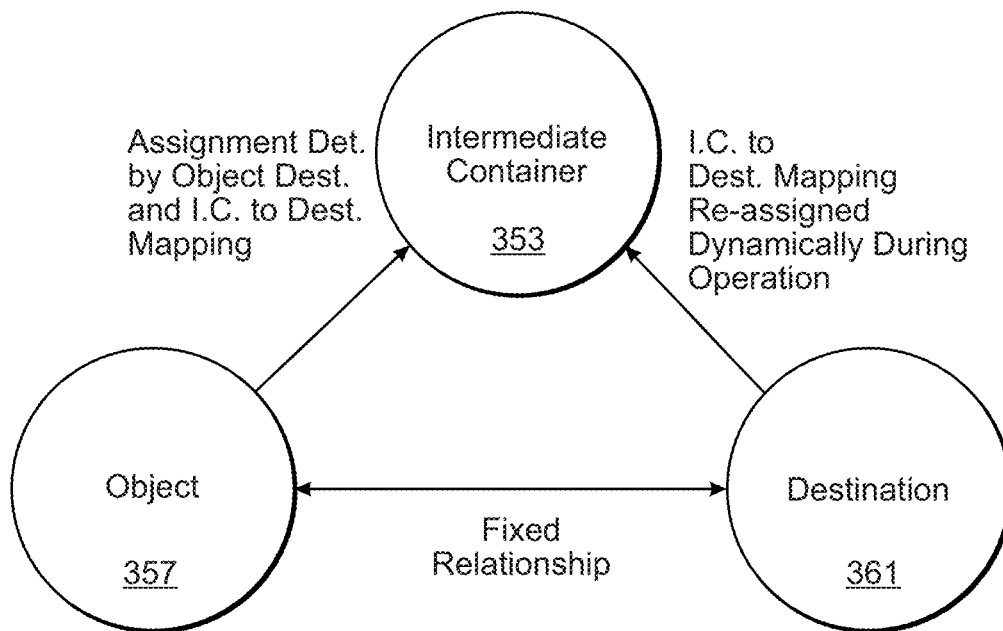 Assignment Det.
by Object Dest.
and I.C. to Dest.
Mapping
Intermediate
Container
353
I.C. to
Dest. Mapping
Re-assigned
Dynamically During
Operation
Object
357
Fixed
Relationship
Destination
361